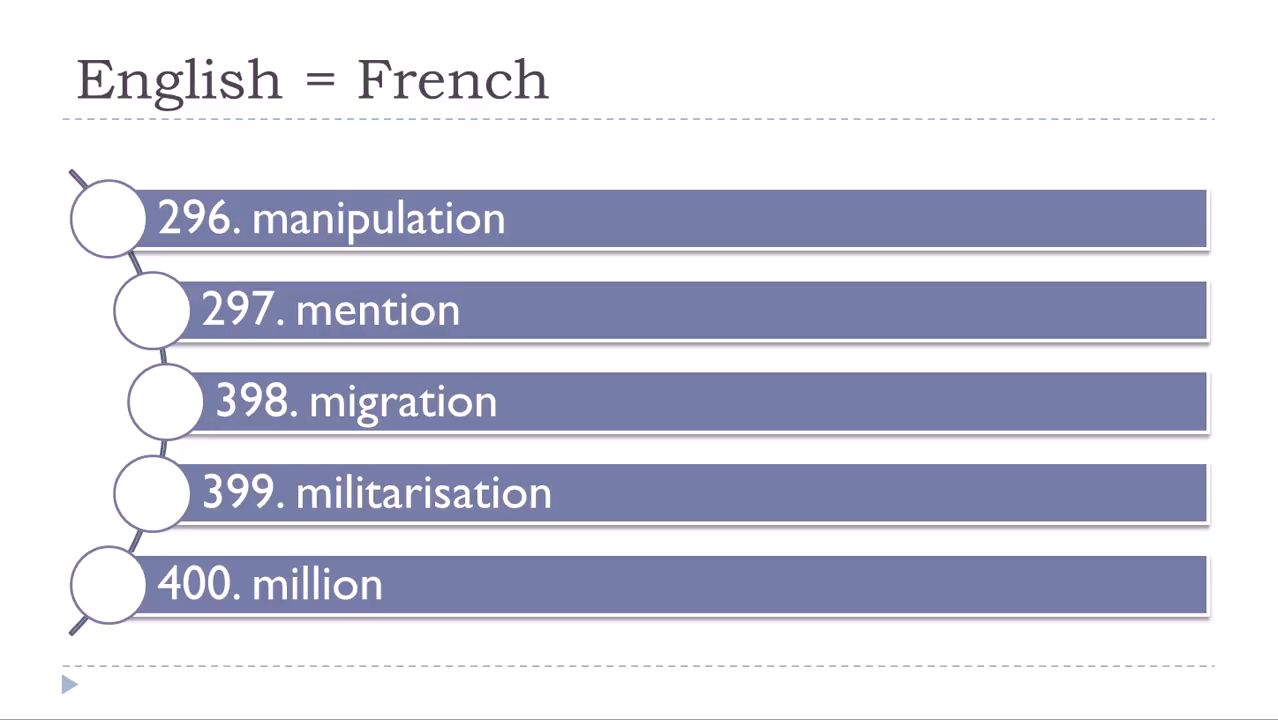 English = French
296. manipulation
297. mention
398. migration
399. militarisation
400. million